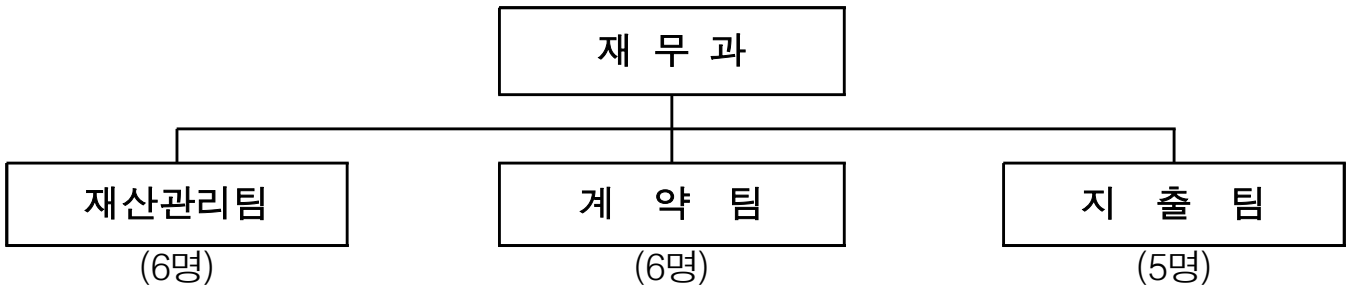 재 무 과
재산관리팀 계 약 팀 지 출 팀
(6명) (6명) (5명)